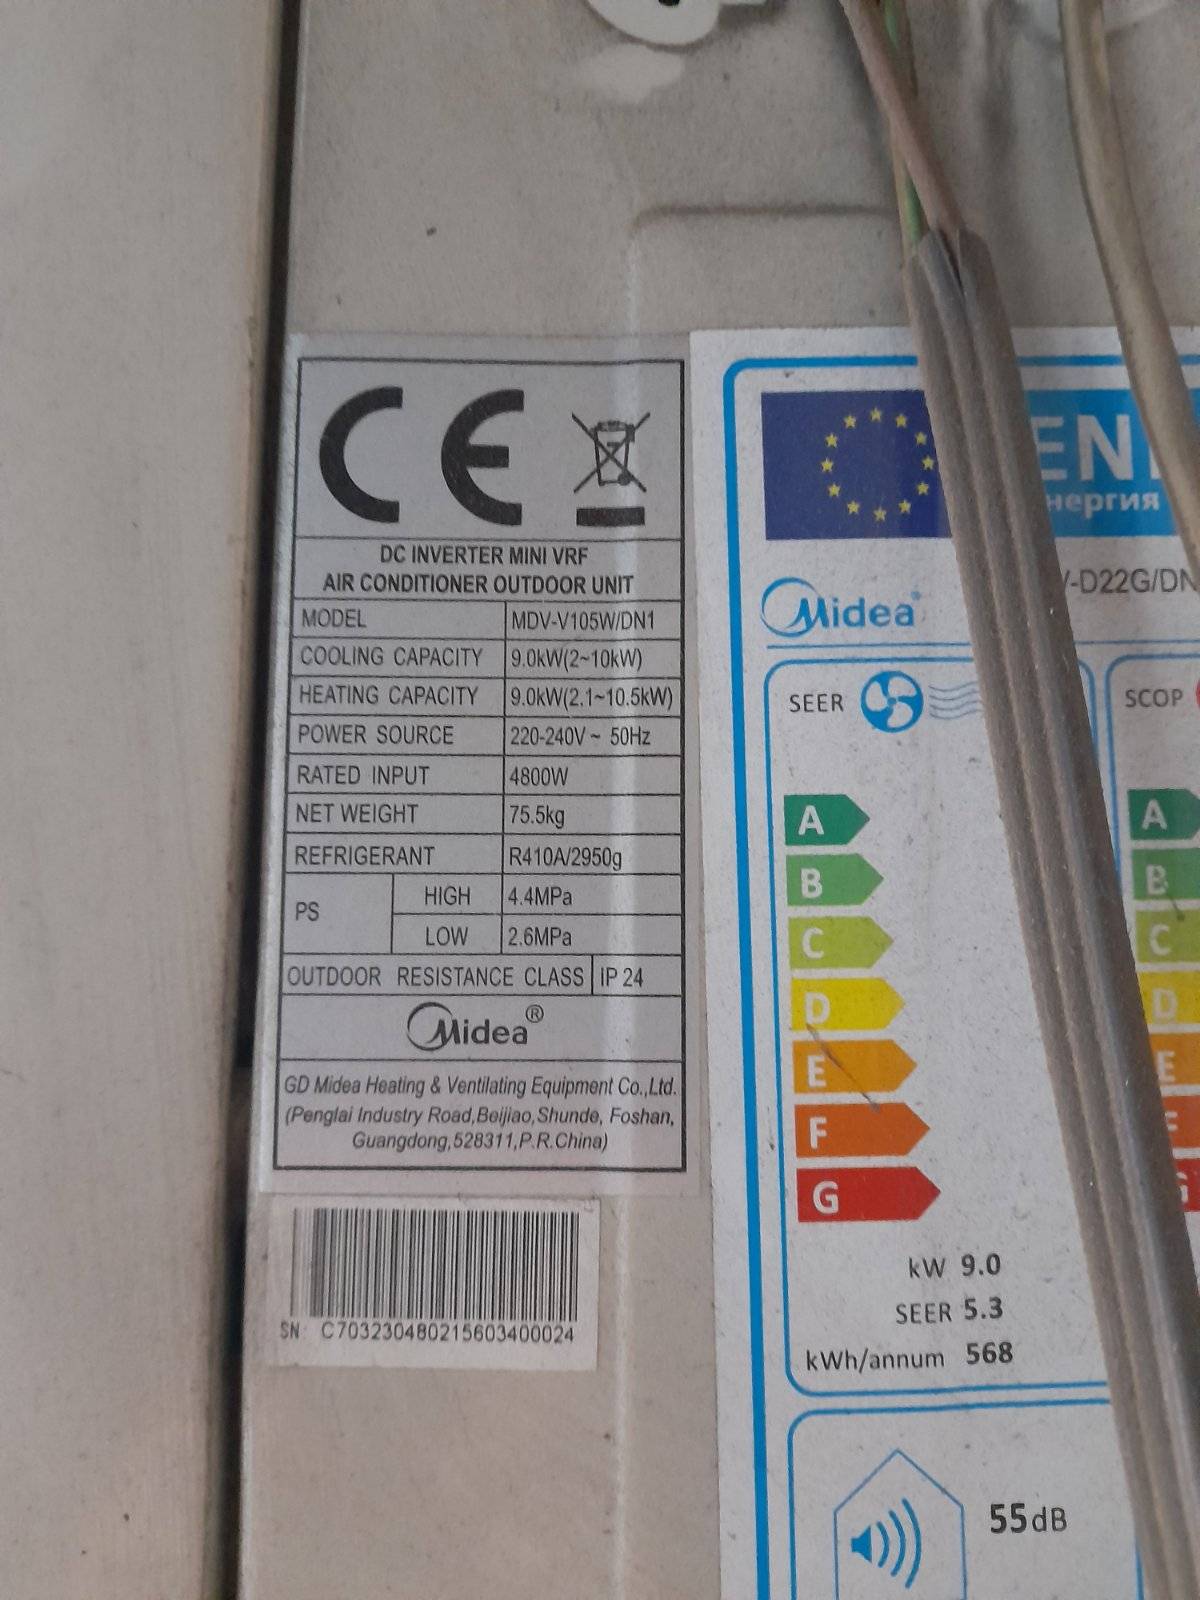 CE
DC INVERTER MINI VRF
AIR CONDITIONER OUTDOOR UNIT
MODEL MDV-V105W/DN1
COOLING CAPACITY 9.0kW(2~10kW)
HEATING CAPACITY 9.0kW(2.1~10.5kW)
POWER SOURCE 220-240V ~ 50Hz
RATED INPUT 4800W
NET WEIGHT 75.5kg
REFRIGERANT R410A/2950g
PS HIGH 4.4MPa
LOW 2.6MPa
OUTDOOR RESISTANCE CLASS IP 24
Midea®
GD Midea Heating & Ventilating Equipment Co.,Ltd.
(Penglai Industry Road,Beijiao,Shunde, Foshan,
Guangdong,528311,P.R.China)
SN: C703230480215603400024
EN
нергия
Midea®
-D22G/DN
SEER
SCOP
A
B
C
D
E
F
G
A
B
C
D
E
F
G
kW 9.0
SEER 5.3
kWh/annum 568
55dB